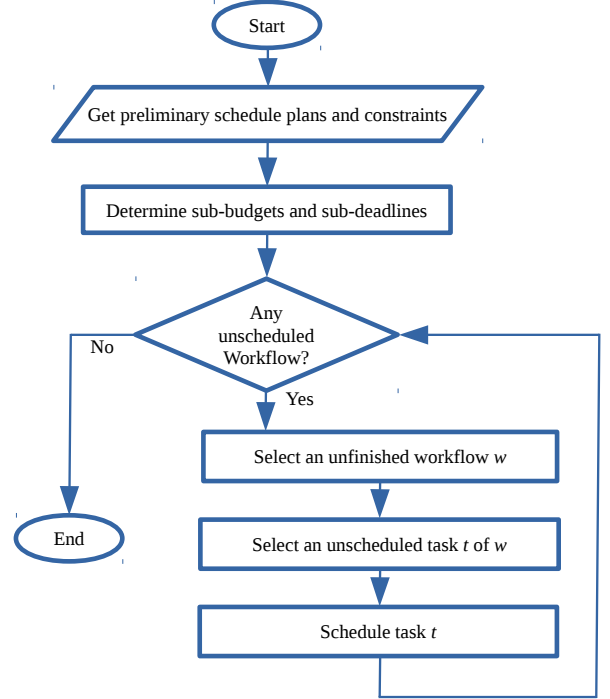 Start
Get preliminary schedule plans and constraints
Determine sub-budgets and sub-deadlines
Any
unscheduled
Workflow?
No
Yes
Select an unfinished workflow w
Select an unscheduled task t of w
End
Schedule task t